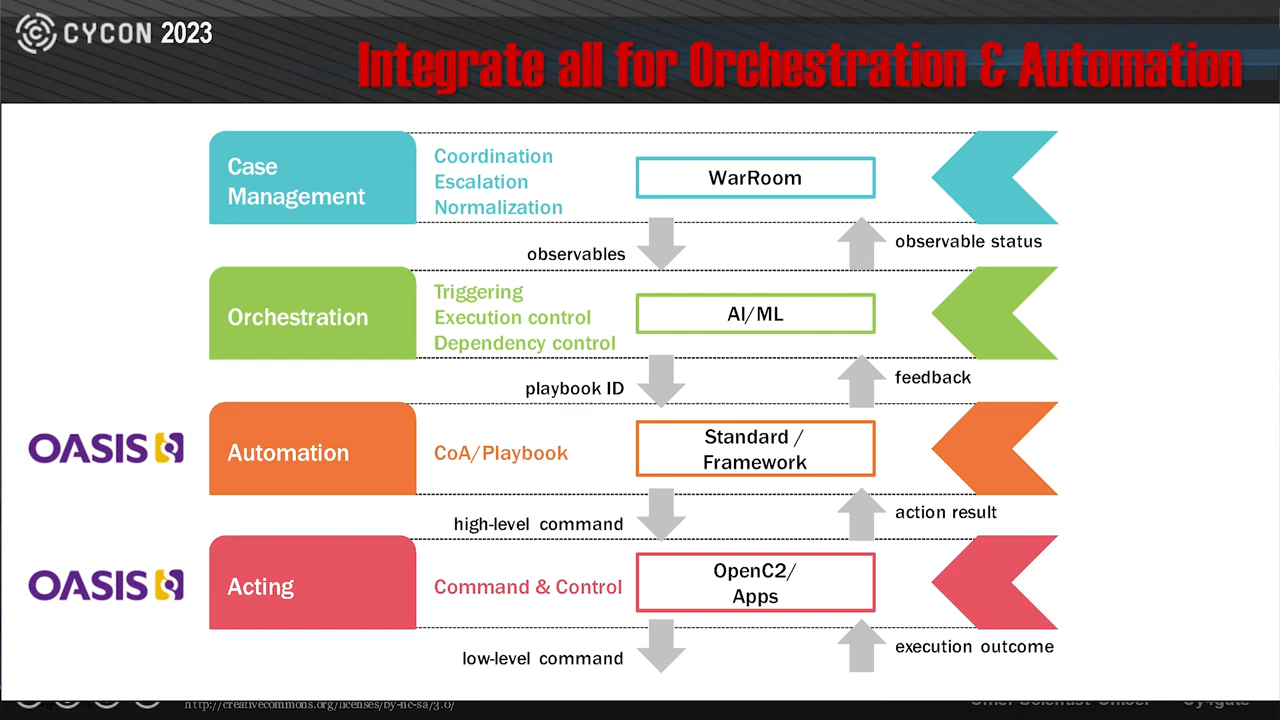 CYCON 2023
Integrate all for Orchestration & Automation
Case
Management
Coordination
Escalation
Normalization
WarRoom
observables
observable status
Orchestration
Triggering
Execution control
Dependency control
AI/ML
playbook ID
feedback
OASIS
Automation
CoA/Playbook
Standard /
Framework
high-level command
action result
OASIS
Acting
Command & Control
OpenC2/
Apps
low-level command
execution outcome
http://creativecommons.org/licenses/by-nc-sa/3.0/